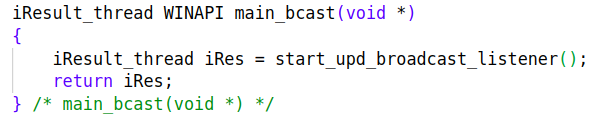 iResult_thread WINAPI main_bcast(void *)
{
iResult_thread iRes = start_upd_broadcast_listener();
return iRes;
} /* main_bcast(void *) */